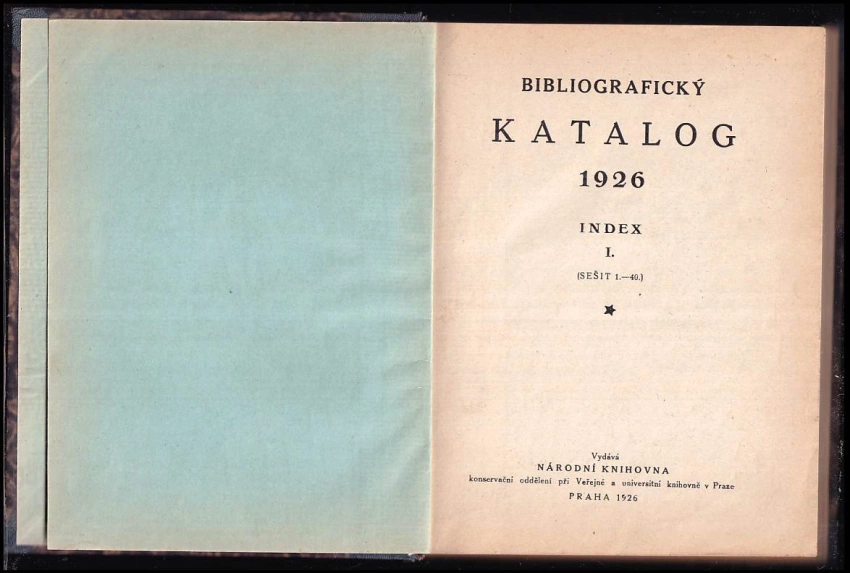 BIBLIOGRAFICKÝ
KATALOG
1926
INDEX
I.
(SEŠIT 1.—40.)
Vydává
NÁRODNÍ KNIHOVNA
konservační oddělení při Veřejné a universitní knihovně v Praze
PRAHA 1926